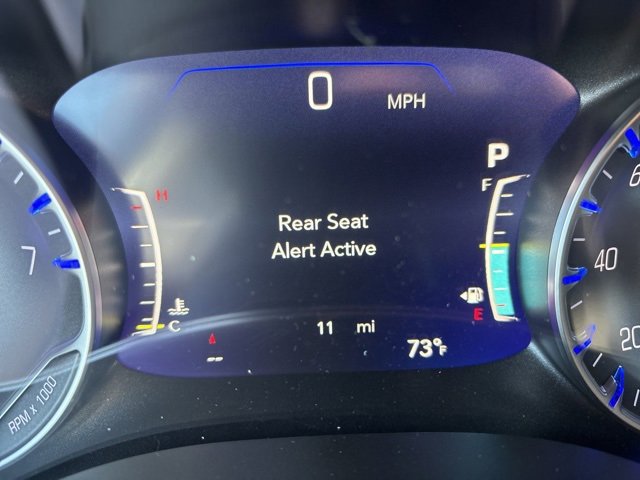 0 MPH
P
H
F
Rear Seat
Alert Active
7
40
C
E
11 mi
--
73°F
20
RPM x 1000